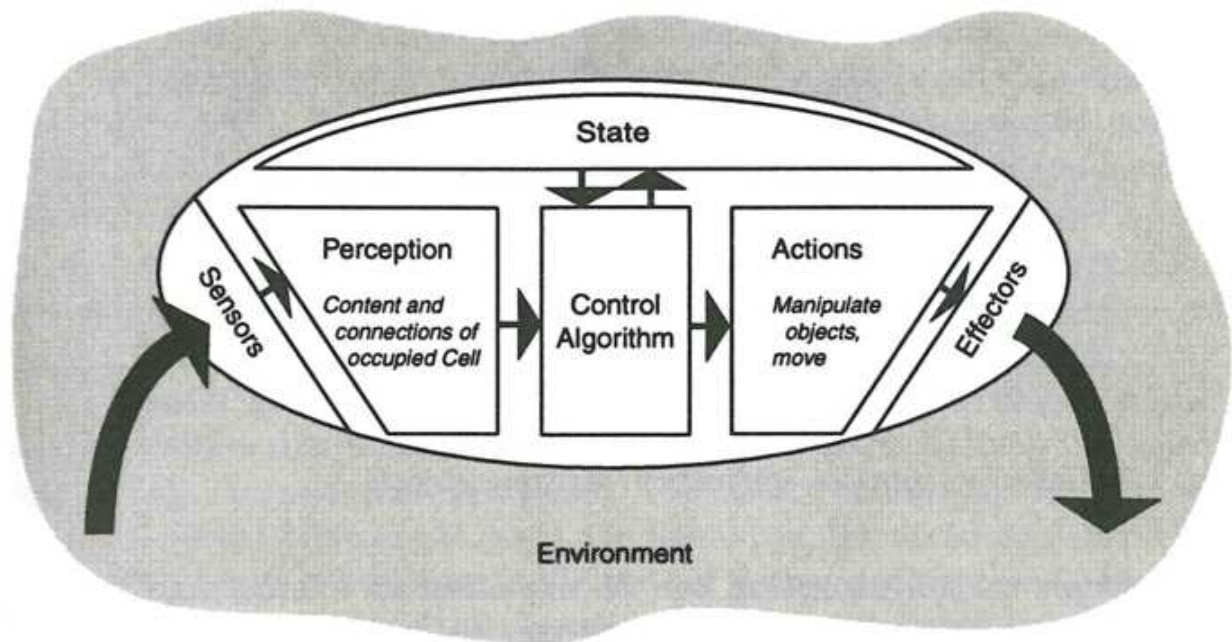 State
Sensors
Perception
Content and
connections of
occupied Cell
Control
Algorithm
Actions
Manipulate
objects,
move
Effectors
Environment